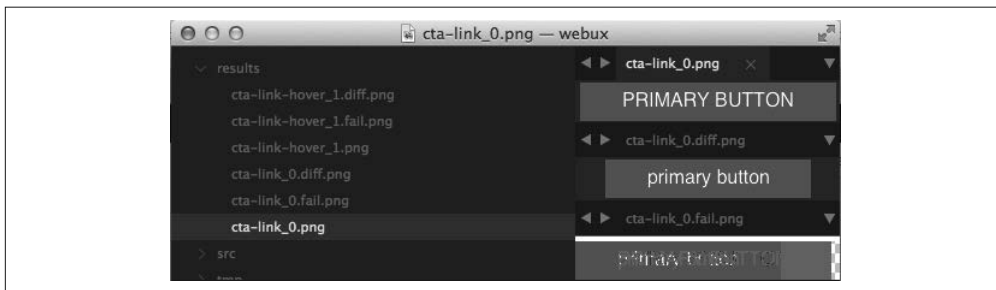 cta-link_0.png — webux
results
cta-link-hover_1.diff.png
cta-link-hover_1.fail.png
cta-link-hover_1.png
cta-link_0.diff.png
cta-link_0.fail.png
cta-link_0.png
src
tmp
cta-link_0.png
PRIMARY BUTTON
cta-link_0.diff.png
primary button
cta-link_0.fail.png